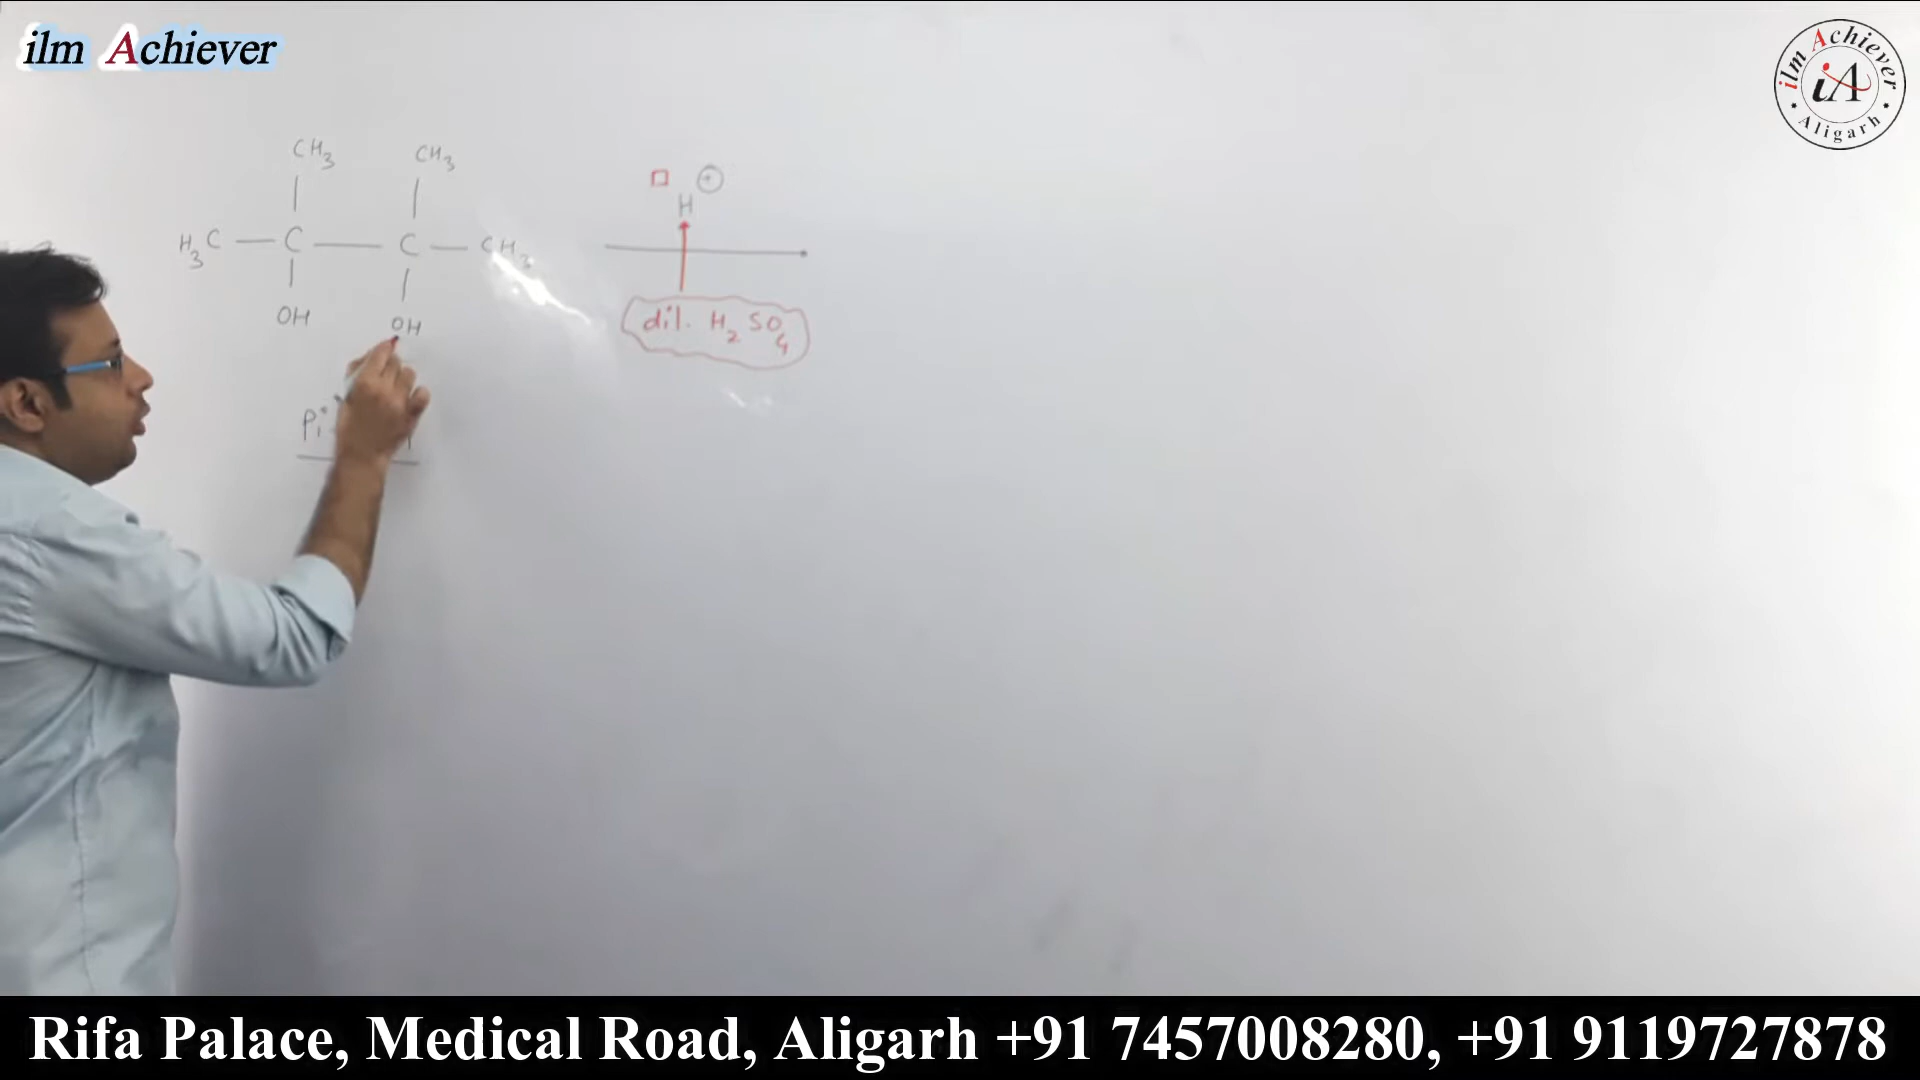 ilm Achiever
ilm Achiever
iA
Aligarh
CH3 CH3
H3C — C — C — CH3
OH OH
H +
dil. H2SO4
Rifa Palace, Medical Road, Aligarh +91 7457008280, +91 9119727878